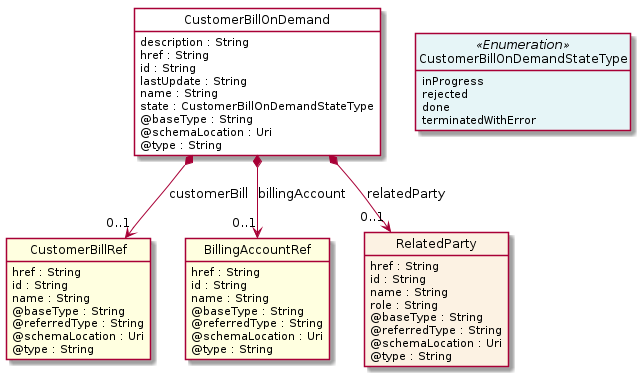 CustomerBillOnDemand
description : String
href : String
id : String
lastUpdate : String
name : String
state : CustomerBillOnDemandStateType
@baseType : String
@schemaLocation : Uri
@type : String
«Enumeration»
CustomerBillOnDemandStateType
inProgress
rejected
done
terminatedWithError
customerBill
billingAccount
relatedParty
0..1
0..1
0..1
CustomerBillRef
href : String
id : String
name : String
@baseType : String
@referredType : String
@schemaLocation : Uri
@type : String
BillingAccountRef
href : String
id : String
name : String
@baseType : String
@referredType : String
@schemaLocation : Uri
@type : String
RelatedParty
href : String
id : String
name : String
role : String
@baseType : String
@referredType : String
@schemaLocation : Uri
@type : String